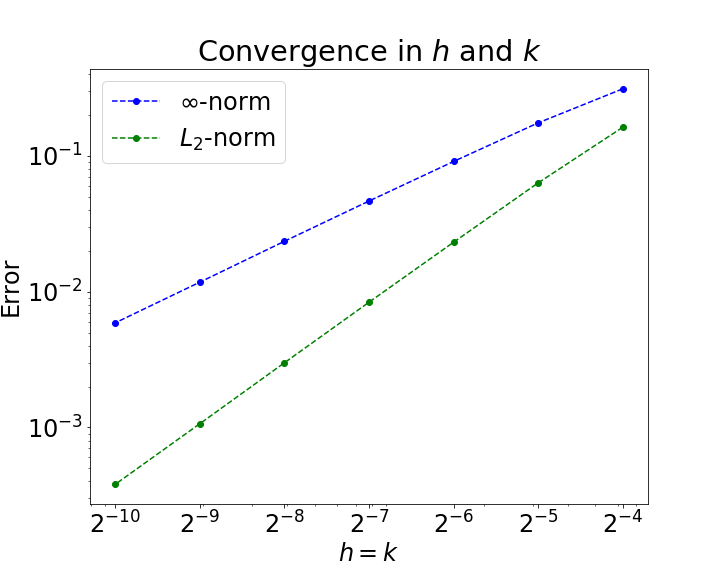 Convergence in h and k
∞-norm
L₂-norm
Error
10⁻¹
10⁻²
10⁻³
2⁻¹⁰ 2⁻⁹ 2⁻⁸ 2⁻⁷ 2⁻⁶ 2⁻⁵ 2⁻⁴
h = k